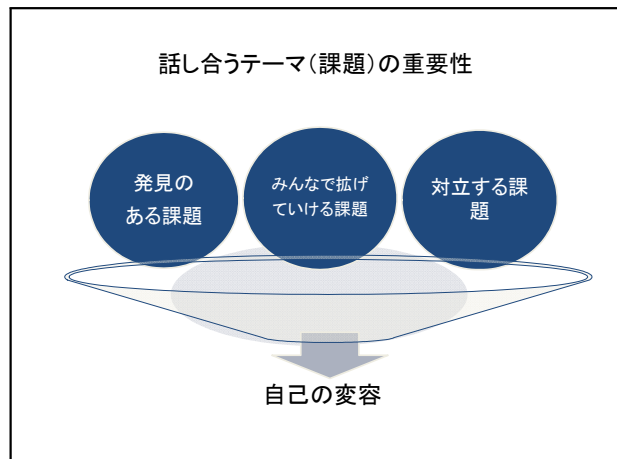 話し合うテーマ(課題)の重要性
発見の
ある課題
みんなで拡げ
ていける課題
対立する課
題
自己の変容